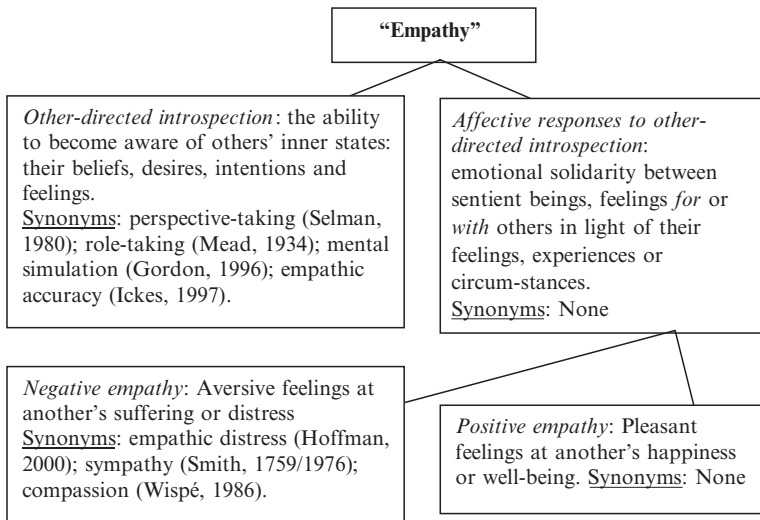 “Empathy”
Other-directed introspection: the ability
to become aware of others’ inner states:
their beliefs, desires, intentions and
feelings.
Synonyms: perspective-taking (Selman,
1980); role-taking (Mead, 1934); mental
simulation (Gordon, 1996); empathic
accuracy (Ickes, 1997).
Affective responses to other-
directed introspection:
emotional solidarity between
sentient beings, feelings for or
with others in light of their
feelings, experiences or
circum-stances.
Synonyms: None
Negative empathy: Aversive feelings at
another’s suffering or distress
Synonyms: empathic distress (Hoffman,
2000); sympathy (Smith, 1759/1976);
compassion (Wispé, 1986).
Positive empathy: Pleasant
feelings at another’s happiness
or well-being. Synonyms: None